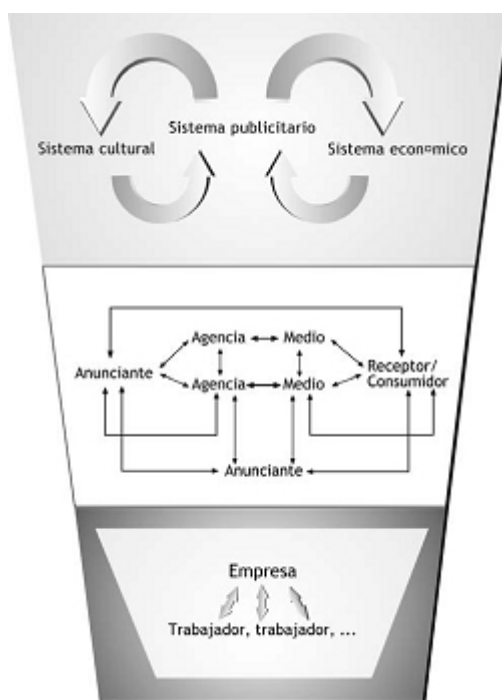 Sistema publicitario
Sistema cultural
Sistema econ¤mico
Agencia
Medio
Anunciante
Receptor/
Consumidor
Agencia
Medio
Anunciante
Empresa
Trabajador, trabajador, ...